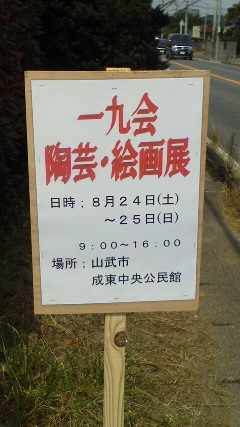 一九会
陶芸・絵画展
日時；８月２４日(土)
～２５日(日)
９：００～１６：００
場所；山武市
成東中央公民館